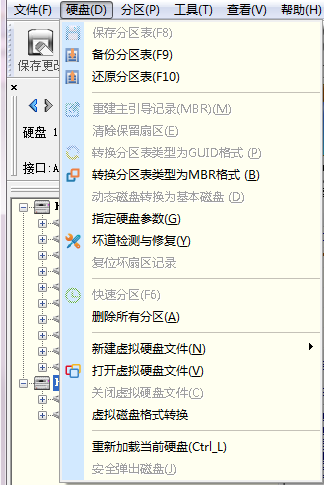 文件(F) 硬盘(D) 分区(P) 工具(T) 查看(V) 帮助(H)
保存更改
硬盘 1
接口:A
保存分区表(F8)
备份分区表(F9)
还原分区表(F10)
重建主引导记录(MBR)(M)
清除保留扇区(E)
转换分区表类型为GUID格式 (P)
转换分区表类型为MBR格式 (B)
动态磁盘转换为基本磁盘 (D)
指定硬盘参数(G)
坏道检测与修复(Y)
复位坏扇区记录
快速分区(F6)
删除所有分区(A)
新建虚拟硬盘文件(N)
打开虚拟硬盘文件(V)
关闭虚拟硬盘文件(C)
虚拟磁盘格式转换
重新加载当前硬盘(Ctrl_L)
安全弹出磁盘(J)